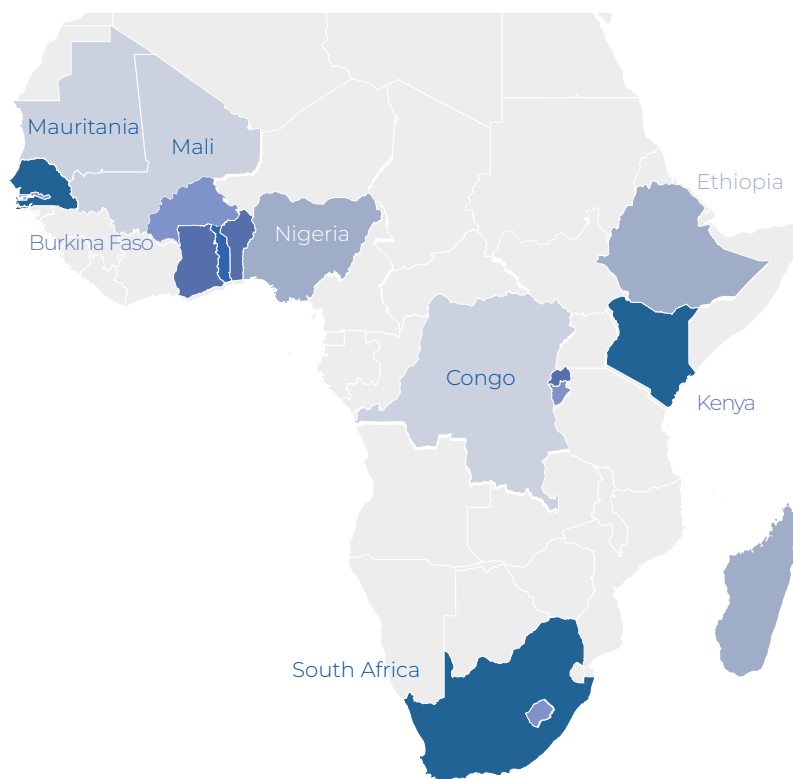 Mauritania
Mali
Ethiopia
Burkina Faso
Nigeria
Congo
Kenya
South Africa